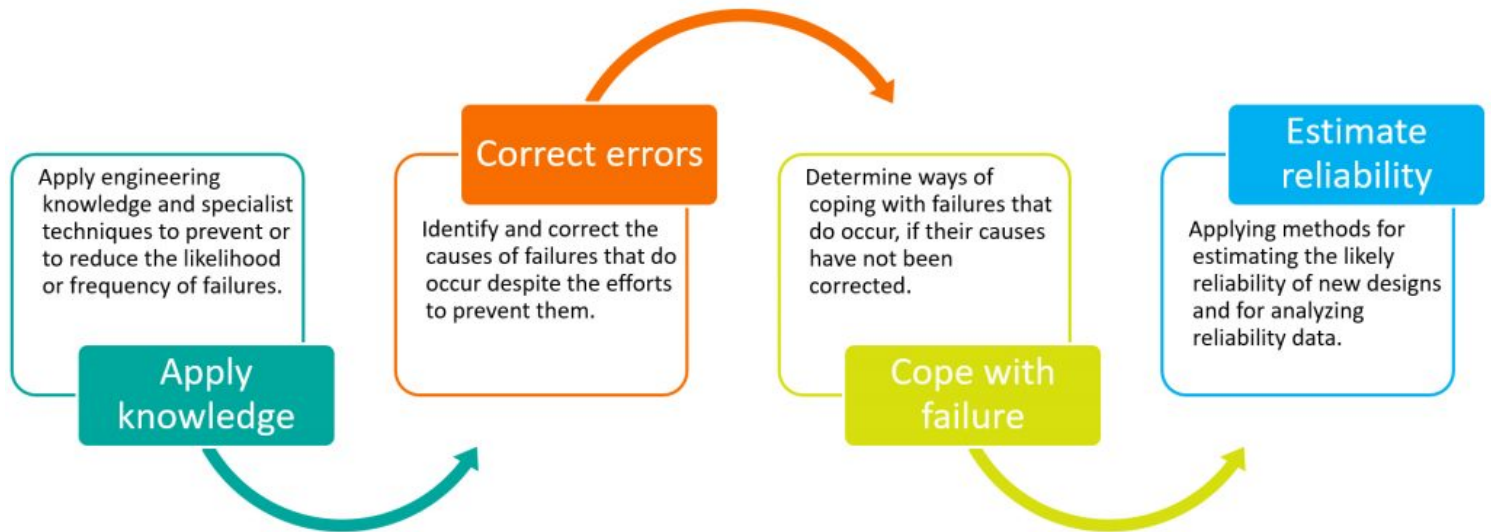 Apply engineering
knowledge and specialist
techniques to prevent or
to reduce the likelihood
or frequency of failures.
Apply
knowledge
Correct errors
Identify and correct the
causes of failures that do
occur despite the efforts
to prevent them.
Determine ways of
coping with failures that
do occur, if their causes
have not been
corrected.
Cope with
failure
Estimate
reliability
Applying methods for
estimating the likely
reliability of new designs
and for analyzing
reliability data.